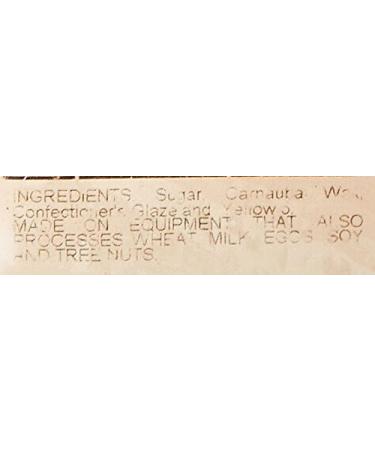 INGREDIENTS: Sugar, Carnauba Wax,
Confectioner's Glaze and Yellow 5.
MADE ON EQUIPMENT THAT ALSO
PROCESSES WHEAT, MILK, EGGS, SOY
AND TREE NUTS.